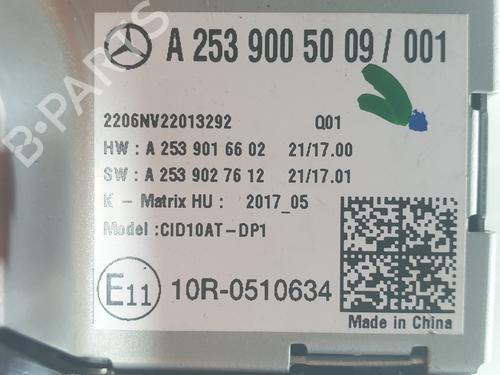 A 253 900 50 09 / 001
2206NV22013292 Q01
HW : A 253 901 66 02 21/17.00
SW : A 253 902 76 12 21/17.01
K - Matrix HU : 2017_05
Model :CID10AT-DP1
E11 10R-0510634
Made in China